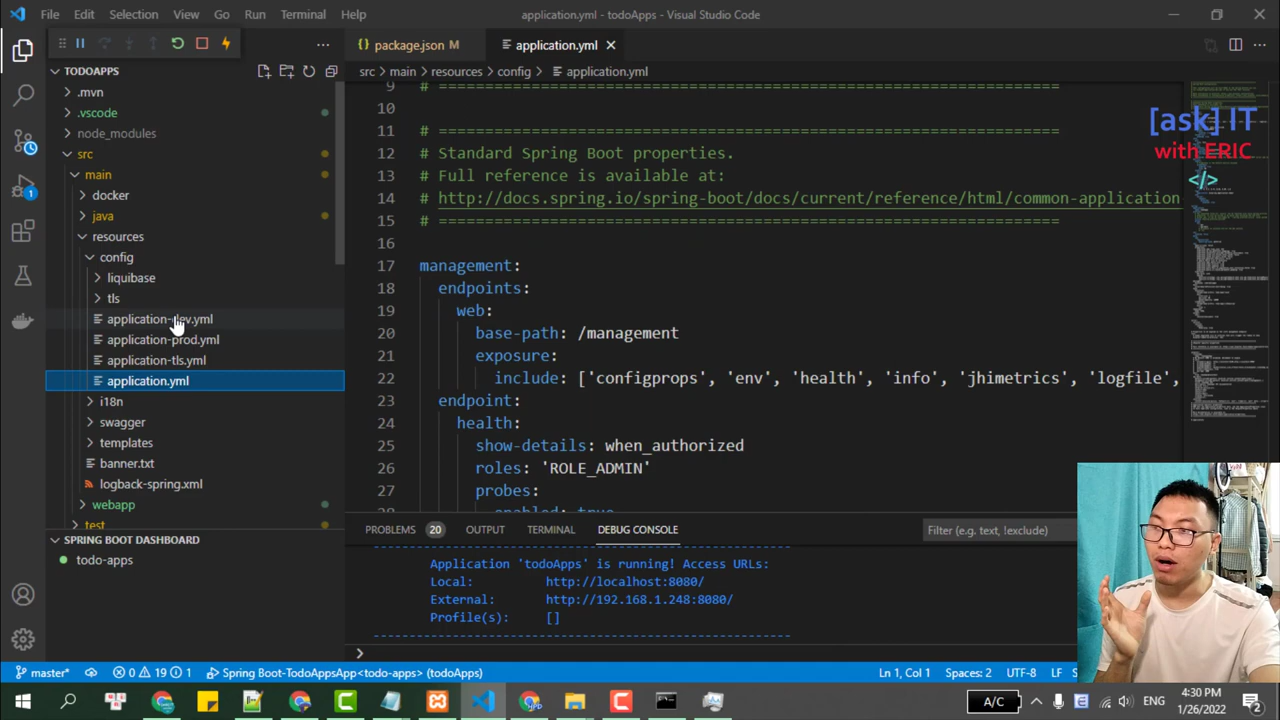 File Edit Selection View Go Run Terminal Help
application.yml - todoApps - Visual Studio Code
package.json M
application.yml
TODOAPPS
src main resources config application.yml
.mvn
.vscode
node_modules
src
main
docker
java
resources
config
liquibase
tls
application-dev.yml
application-prod.yml
application-tls.yml
application.yml
i18n
swagger
templates
banner.txt
logback-spring.xml
webapp
test
SPRING BOOT DASHBOARD
todo-apps
9 # ==========================================================
10
11 # ==========================================================
12 # Standard Spring Boot properties.
13 # Full reference is available at:
14 # http://docs.spring.io/spring-boot/docs/current/reference/html/common-application
15 # ==========================================================
16
17 management:
18 endpoints:
19 web:
20 base-path: /management
21 exposure:
22 include: ['configprops', 'env', 'health', 'info', 'jhimetrics', 'logfile',
23 endpoint:
24 health:
25 show-details: when_authorized
26 roles: 'ROLE_ADMIN'
27 probes:
enabled: true
[ask] IT
with ERIC
</>
PROBLEMS 20 OUTPUT TERMINAL DEBUG CONSOLE
Filter (e.g. text, !exclude)
Application 'todoApps' is running! Access URLs:
Local: http://localhost:8080/
External: http://192.168.1.248:8080/
Profile(s): []
1
master* 0 19 1 Spring Boot-TodoAppsApp<todo-apps> (todoApps)
Ln 1, Col 1 Spaces: 2 UTF-8 LF
A/C
ENG
4:30 PM
1/26/2022
2